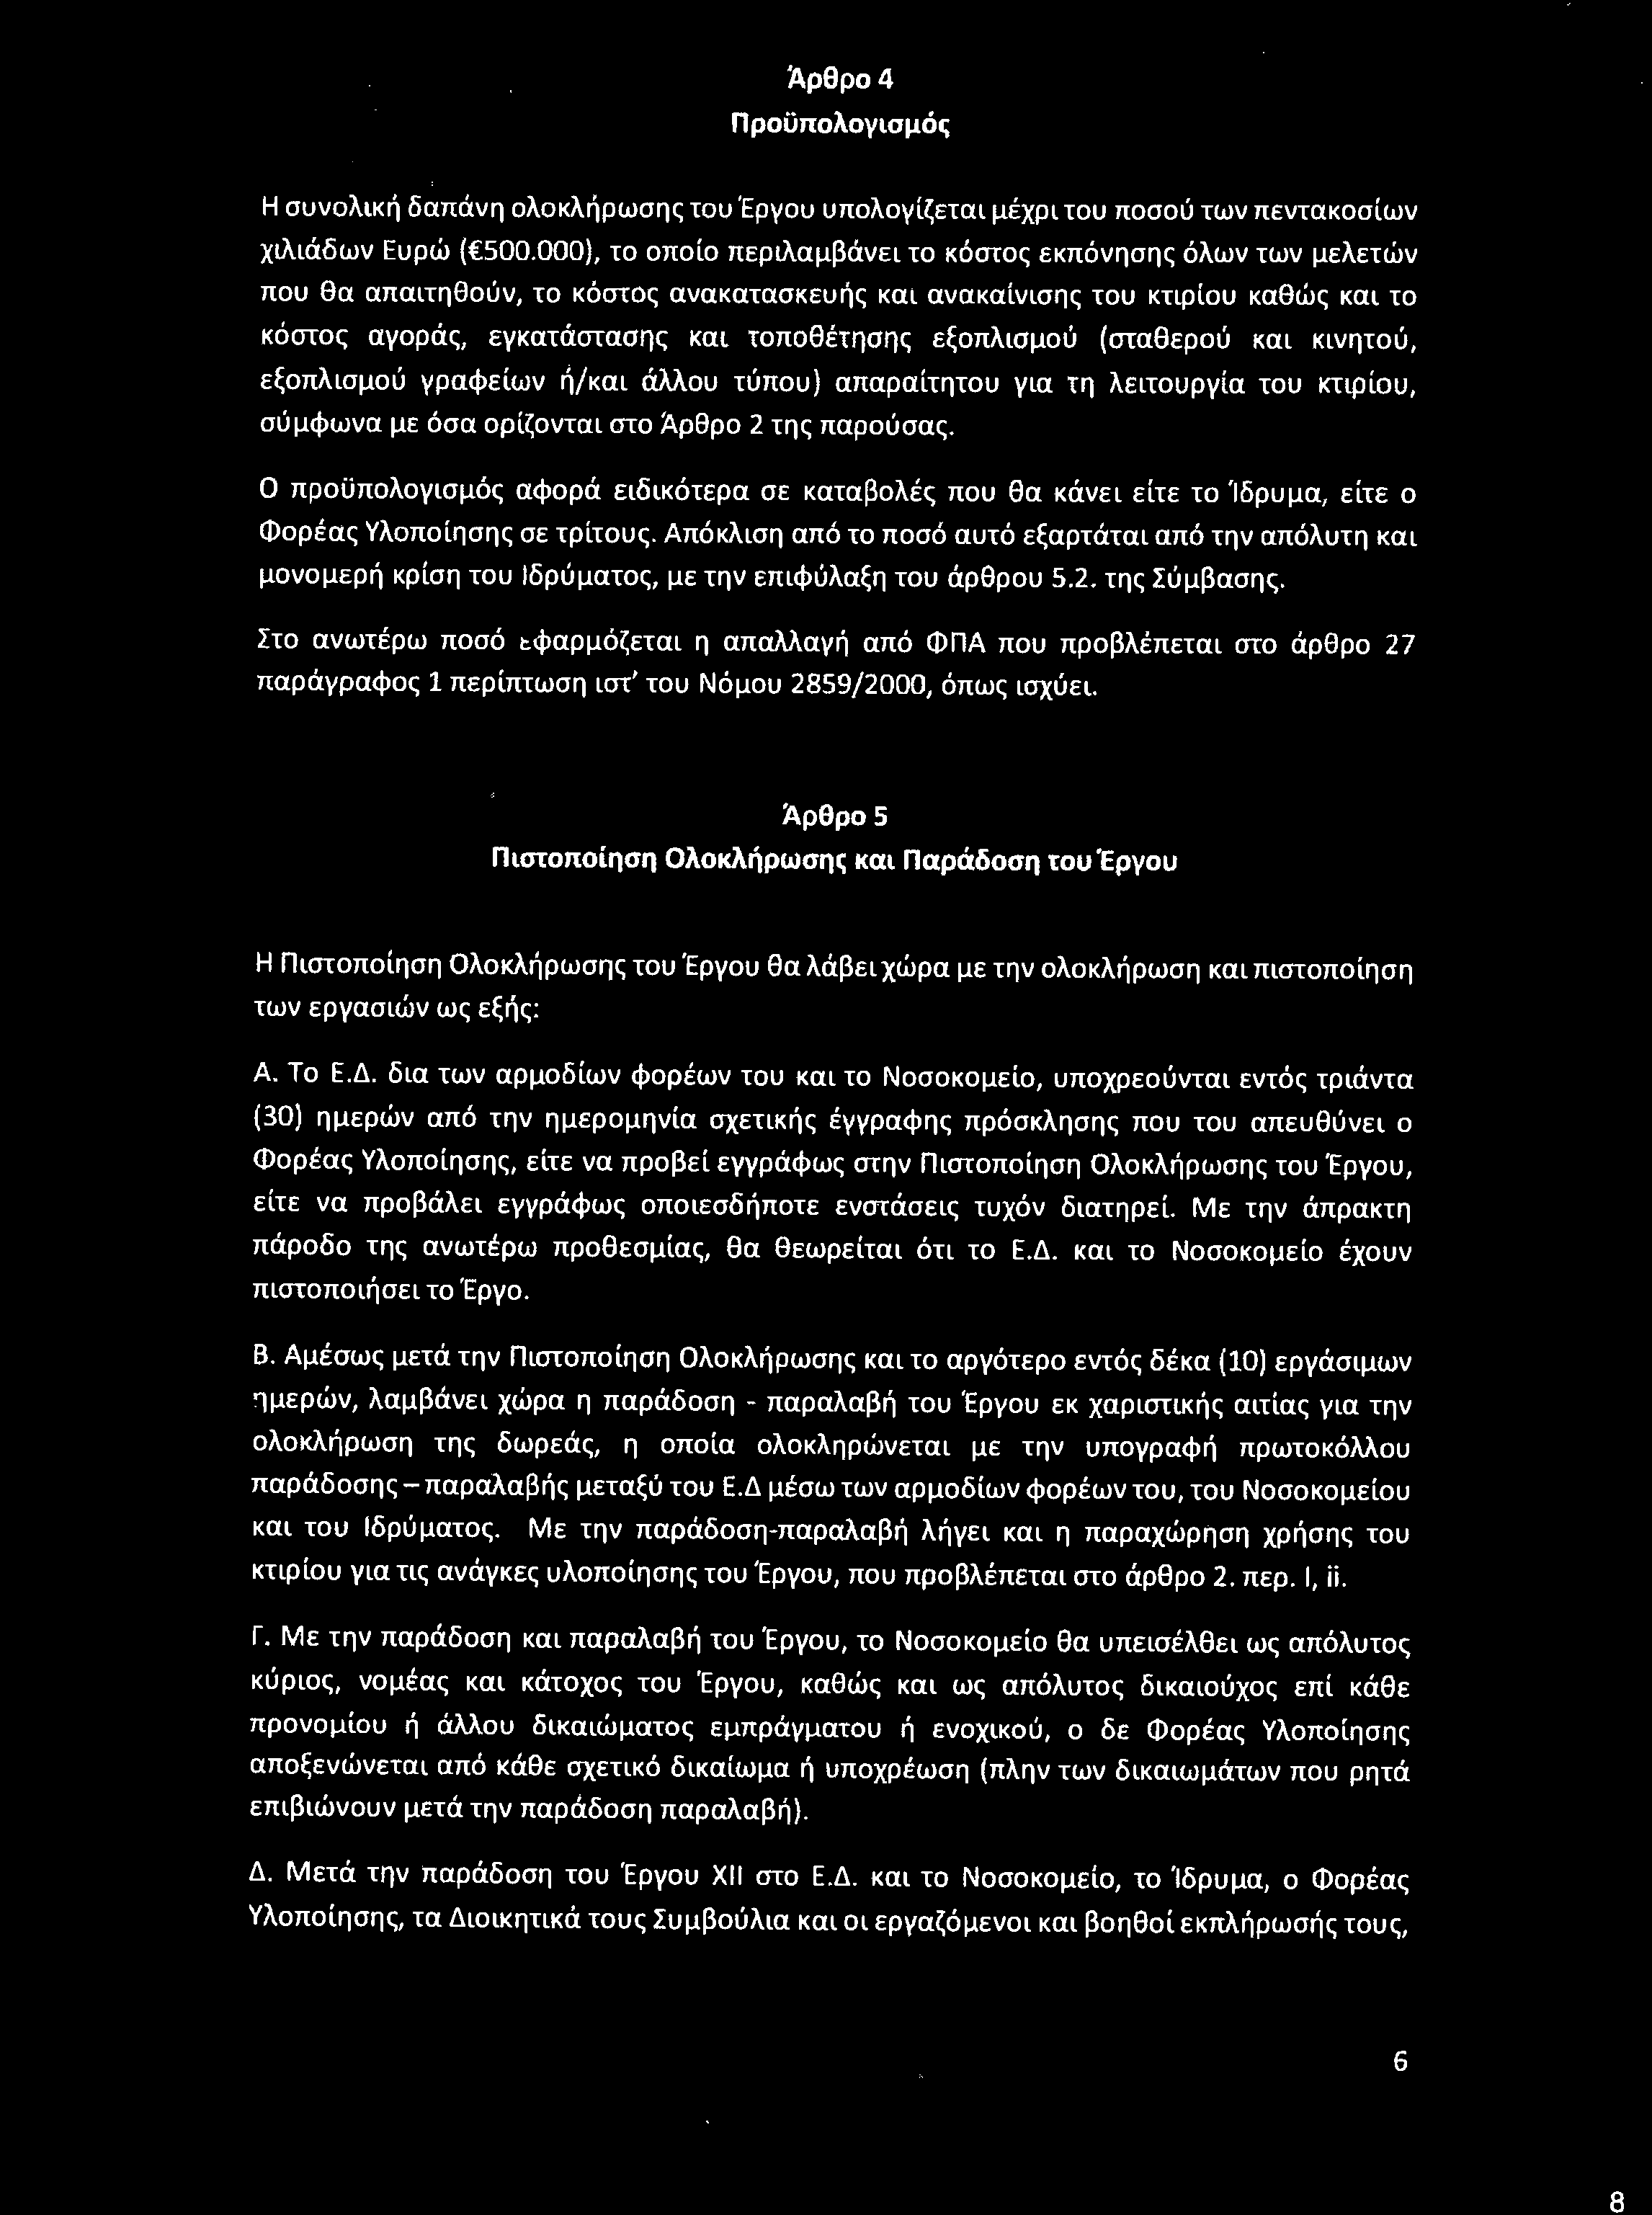 Άρθρο 4
Προϋπολογισμός
Η συνολική δαπάνη ολοκλήρωσης του Έργου υπολογίζεται μέχρι του ποσού των πεντακοσίων
χιλιάδων Ευρώ (€500.000), το οποίο περιλαμβάνει το κόστος εκπόνησης όλων των μελετών
που θα απαιτηθούν, το κόστος ανακατασκευής και ανακαίνισης του κτιρίου καθώς και το
κόστος αγοράς, εγκατάστασης και τοποθέτησης εξοπλισμού (σταθερού και κινητού,
εξοπλισμού γραφείων ή/και άλλου τύπου) απαραίτητου για τη λειτουργία του κτιρίου,
σύμφωνα με όσα ορίζονται στο Άρθρο 2 της παρούσας.
Ο προϋπολογισμός αφορά ειδικότερα σε καταβολές που θα κάνει είτε το Ίδρυμα, είτε ο
Φορέας Υλοποίησης σε τρίτους. Απόκλιση από το ποσό αυτό εξαρτάται από την απόλυτη και
μονομερή κρίση του Ιδρύματος, με την επιφύλαξη του άρθρου 5.2. της Σύμβασης.
Στο ανωτέρω ποσό εφαρμόζεται η απαλλαγή από ΦΠΑ που προβλέπεται στο άρθρο 27
παράγραφος 1 περίπτωση ιστ' του Νόμου 2859/2000, όπως ισχύει.
Άρθρο 5
Πιστοποίηση Ολοκλήρωσης και Παράδοση του Έργου
Η Πιστοποίηση Ολοκλήρωσης του Έργου θα λάβει χώρα με την ολοκλήρωση και πιστοποίηση
των εργασιών ως εξής:
Α. Το Ε.Δ. δια των αρμοδίων φορέων του και το Νοσοκομείο, υποχρεούνται εντός τριάντα
(30) ημερών από την ημερομηνία σχετικής έγγραφης πρόσκλησης που του απευθύνει ο
Φορέας Υλοποίησης, είτε να προβεί εγγράφως στην Πιστοποίηση Ολοκλήρωσης του Έργου,
είτε να προβάλει εγγράφως οποιεσδήποτε ενστάσεις τυχόν διατηρεί. Με την άπρακτη
πάροδο της ανωτέρω προθεσμίας, θα θεωρείται ότι το Ε.Δ. και το Νοσοκομείο έχουν
πιστοποιήσει το Έργο.
Β. Αμέσως μετά την Πιστοποίηση Ολοκλήρωσης και το αργότερο εντός δέκα (10) εργάσιμων
ημερών, λαμβάνει χώρα η παράδοση - παραλαβή του Έργου εκ χαριστικής αιτίας για την
ολοκλήρωση της δωρεάς, η οποία ολοκληρώνεται με την υπογραφή πρωτοκόλλου
παράδοσης – παραλαβής μεταξύ του Ε.Δ μέσω των αρμοδίων φορέων του, του Νοσοκομείου
και του Ιδρύματος. Με την παράδοση-παραλαβή λήγει και η παραχώρηση χρήσης του
κτιρίου για τις ανάγκες υλοποίησης του Έργου, που προβλέπεται στο άρθρο 2. περ. Ι, ii.
Γ. Με την παράδοση και παραλαβή του Έργου, το Νοσοκομείο θα υπεισέλθει ως απόλυτος
κύριος, νομέας και κάτοχος του Έργου, καθώς και ως απόλυτος δικαιούχος επί κάθε
προνομίου ή άλλου δικαιώματος εμπράγματου ή ενοχικού, ο δε Φορέας Υλοποίησης
αποξενώνεται από κάθε σχετικό δικαίωμα ή υποχρέωση (πλην των δικαιωμάτων που ρητά
επιβιώνουν μετά την παράδοση παραλαβή).
Δ. Μετά την παράδοση του Έργου XII στο Ε.Δ. και το Νοσοκομείο, το Ίδρυμα, ο Φορέας
Υλοποίησης, τα Διοικητικά τους Συμβούλια και οι εργαζόμενοι και βοηθοί εκπλήρωσής τους,
6
8